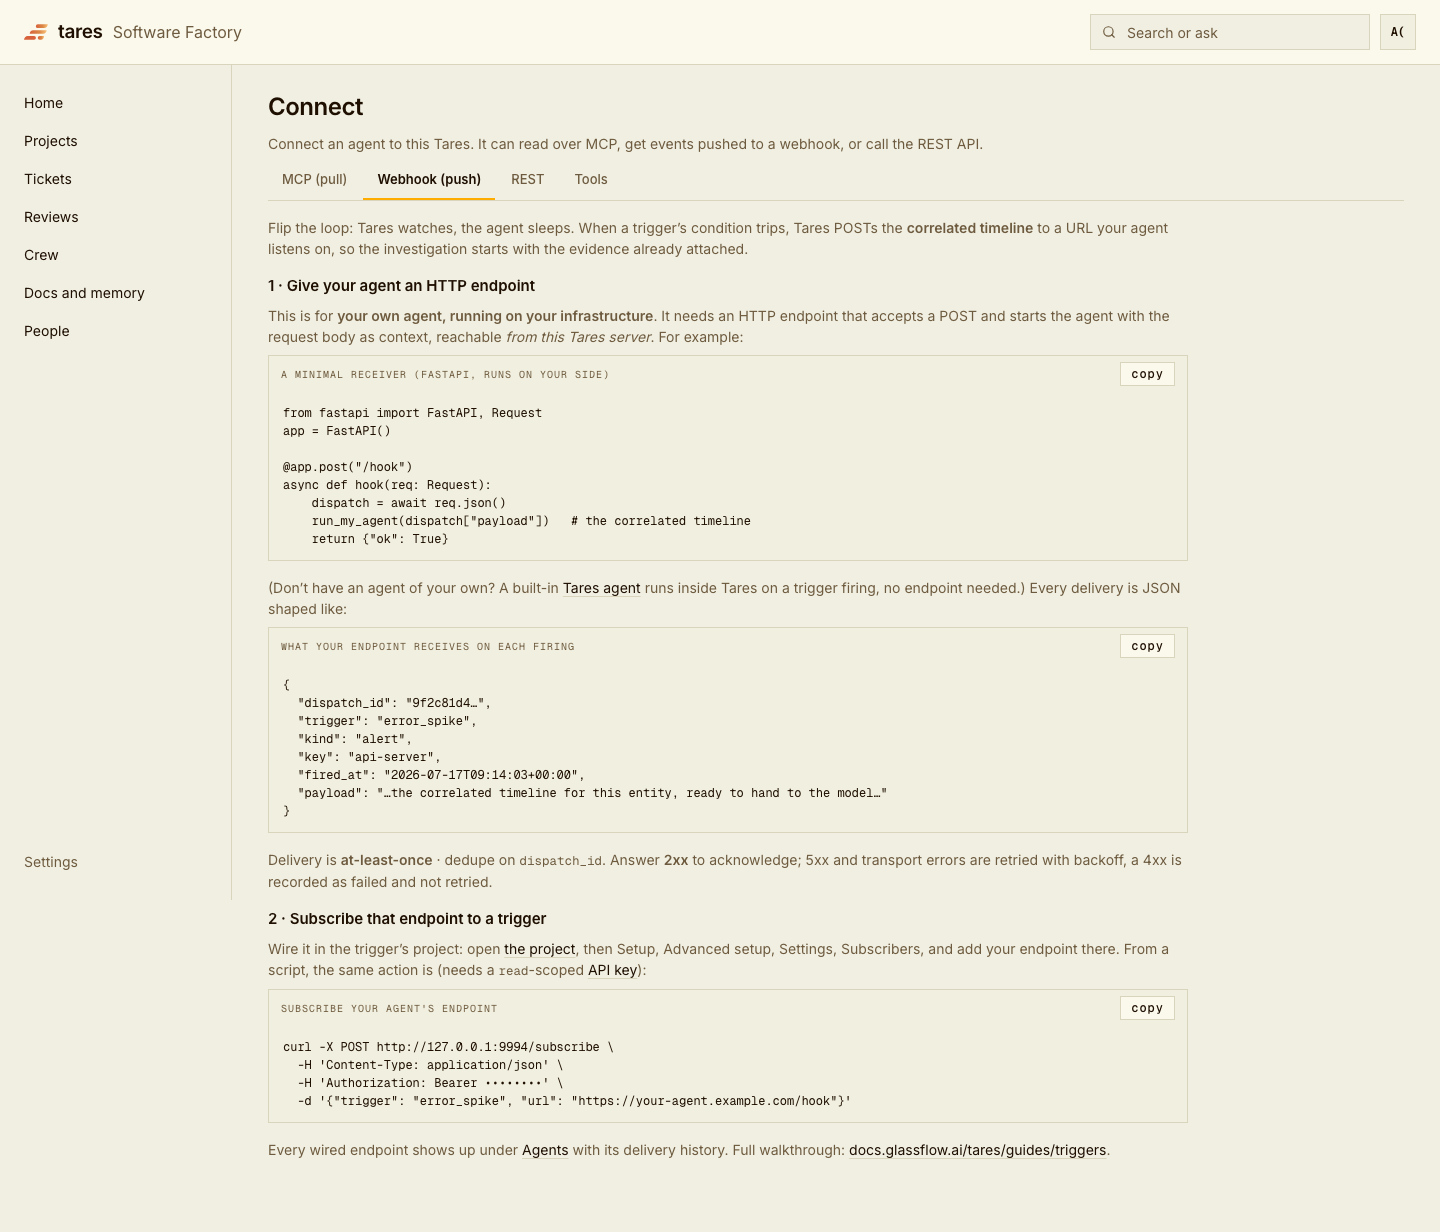 tares Software Factory
Search or ask
A(
Home
Projects
Tickets
Reviews
Crew
Docs and memory
People
Settings
Connect
Connect an agent to this Tares. It can read over MCP, get events pushed to a webhook, or call the REST API.
MCP (pull) Webhook (push) REST Tools
Flip the loop: Tares watches, the agent sleeps. When a trigger’s condition trips, Tares POSTs the correlated timeline to a URL your agent
listens on, so the investigation starts with the evidence already attached.
1 · Give your agent an HTTP endpoint
This is for your own agent, running on your infrastructure. It needs an HTTP endpoint that accepts a POST and starts the agent with the
request body as context, reachable from this Tares server. For example:
A MINIMAL RECEIVER (FASTAPI, RUNS ON YOUR SIDE)
copy
from fastapi import FastAPI, Request
app = FastAPI()
@app.post("/hook")
async def hook(req: Request):
    dispatch = await req.json()
    run_my_agent(dispatch["payload"])   # the correlated timeline
    return {"ok": True}
(Don’t have an agent of your own? A built-in Tares agent runs inside Tares on a trigger firing, no endpoint needed.) Every delivery is JSON
shaped like:
WHAT YOUR ENDPOINT RECEIVES ON EACH FIRING
copy
{
  "dispatch_id": "9f2c81d4…",
  "trigger": "error_spike",
  "kind": "alert",
  "key": "api-server",
  "fired_at": "2026-07-17T09:14:03+00:00",
  "payload": "…the correlated timeline for this entity, ready to hand to the model…"
}
Delivery is at-least-once · dedupe on dispatch_id. Answer 2xx to acknowledge; 5xx and transport errors are retried with backoff, a 4xx is
recorded as failed and not retried.
2 · Subscribe that endpoint to a trigger
Wire it in the trigger’s project: open the project, then Setup, Advanced setup, Settings, Subscribers, and add your endpoint there. From a
script, the same action is (needs a read-scoped API key):
SUBSCRIBE YOUR AGENT'S ENDPOINT
copy
curl -X POST http://127.0.0.1:9994/subscribe \
  -H 'Content-Type: application/json' \
  -H 'Authorization: Bearer ••••••••' \
  -d '{"trigger": "error_spike", "url": "https://your-agent.example.com/hook"}'
Every wired endpoint shows up under Agents with its delivery history. Full walkthrough: docs.glassflow.ai/tares/guides/triggers.